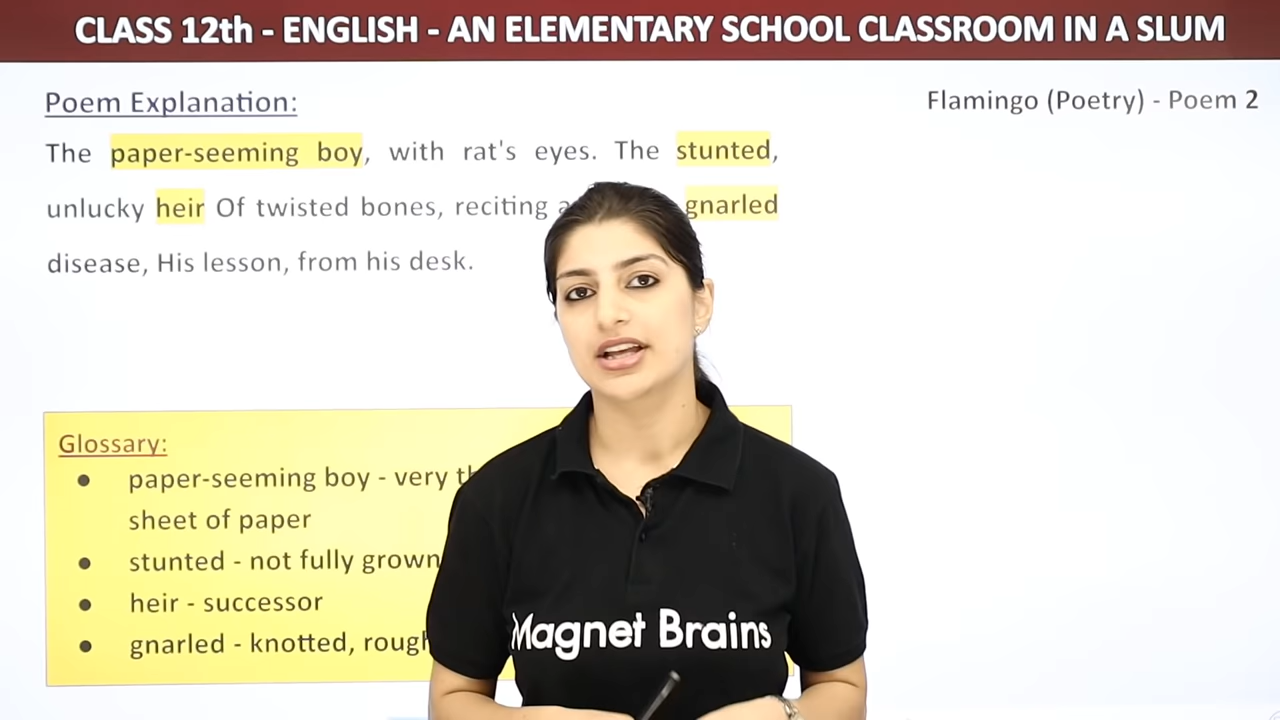 CLASS 12th - ENGLISH - AN ELEMENTARY SCHOOL CLASSROOM IN A SLUM
Poem Explanation:
Flamingo (Poetry) - Poem 2
The paper-seeming boy, with rat's eyes. The stunted,
unlucky heir Of twisted bones, reciting a gnarled
disease, His lesson, from his desk.
Glossary:
● paper-seeming boy - very
sheet of paper
● stunted - not fully grown
● heir - successor
● gnarled - knotted, rough
Magnet Brains